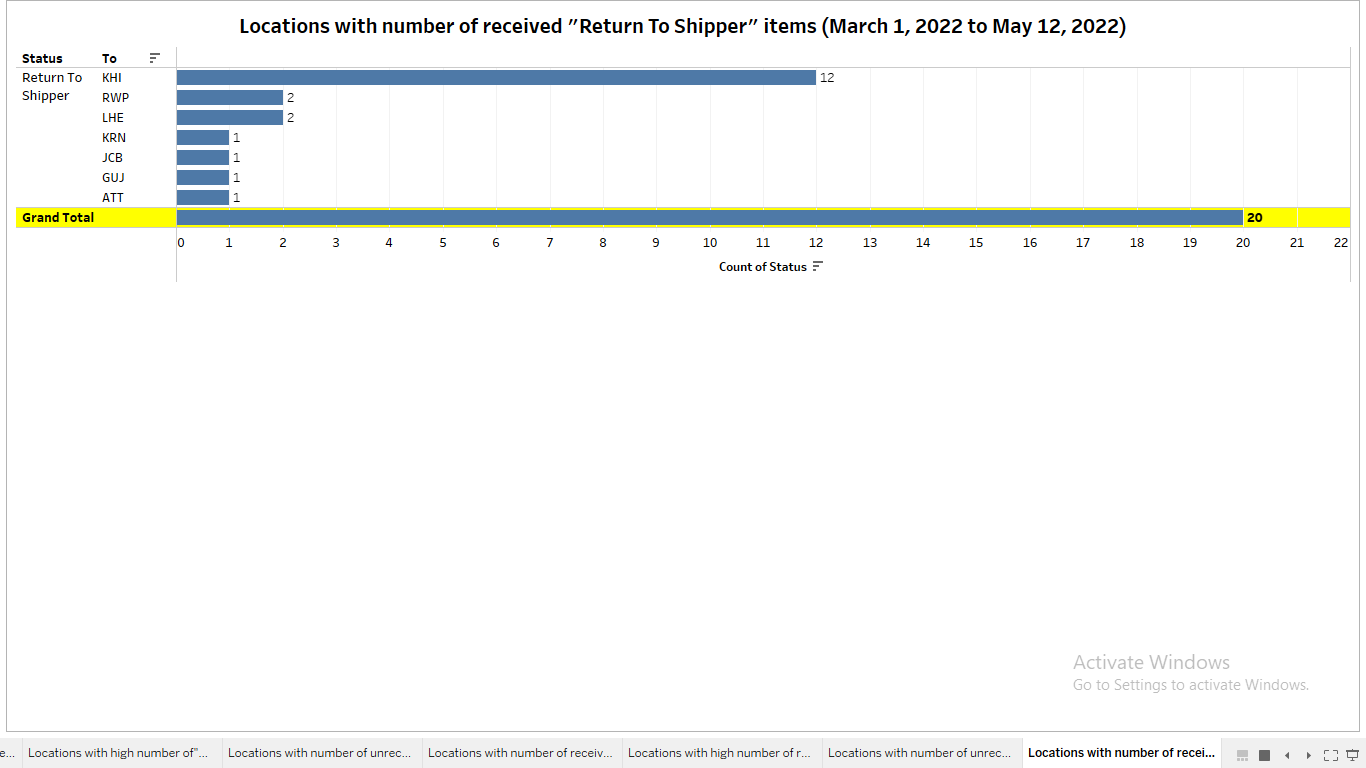 Locations with number of received "Return To Shipper" items (March 1, 2022 to May 12, 2022)
Status To
Return To Shipper
KHI 12
RWP 2
LHE 2
KRN 1
JCB 1
GUJ 1
ATT 1
Grand Total 20
0 1 2 3 4 5 6 7 8 9 10 11 12 13 14 15 16 17 18 19 20 21 22
Count of Status
Activate Windows
Go to Settings to activate Windows.
e... Locations with high number of"... Locations with number of unrec... Locations with number of receiv... Locations with high number of r... Locations with number of unrec... Locations with number of recei...